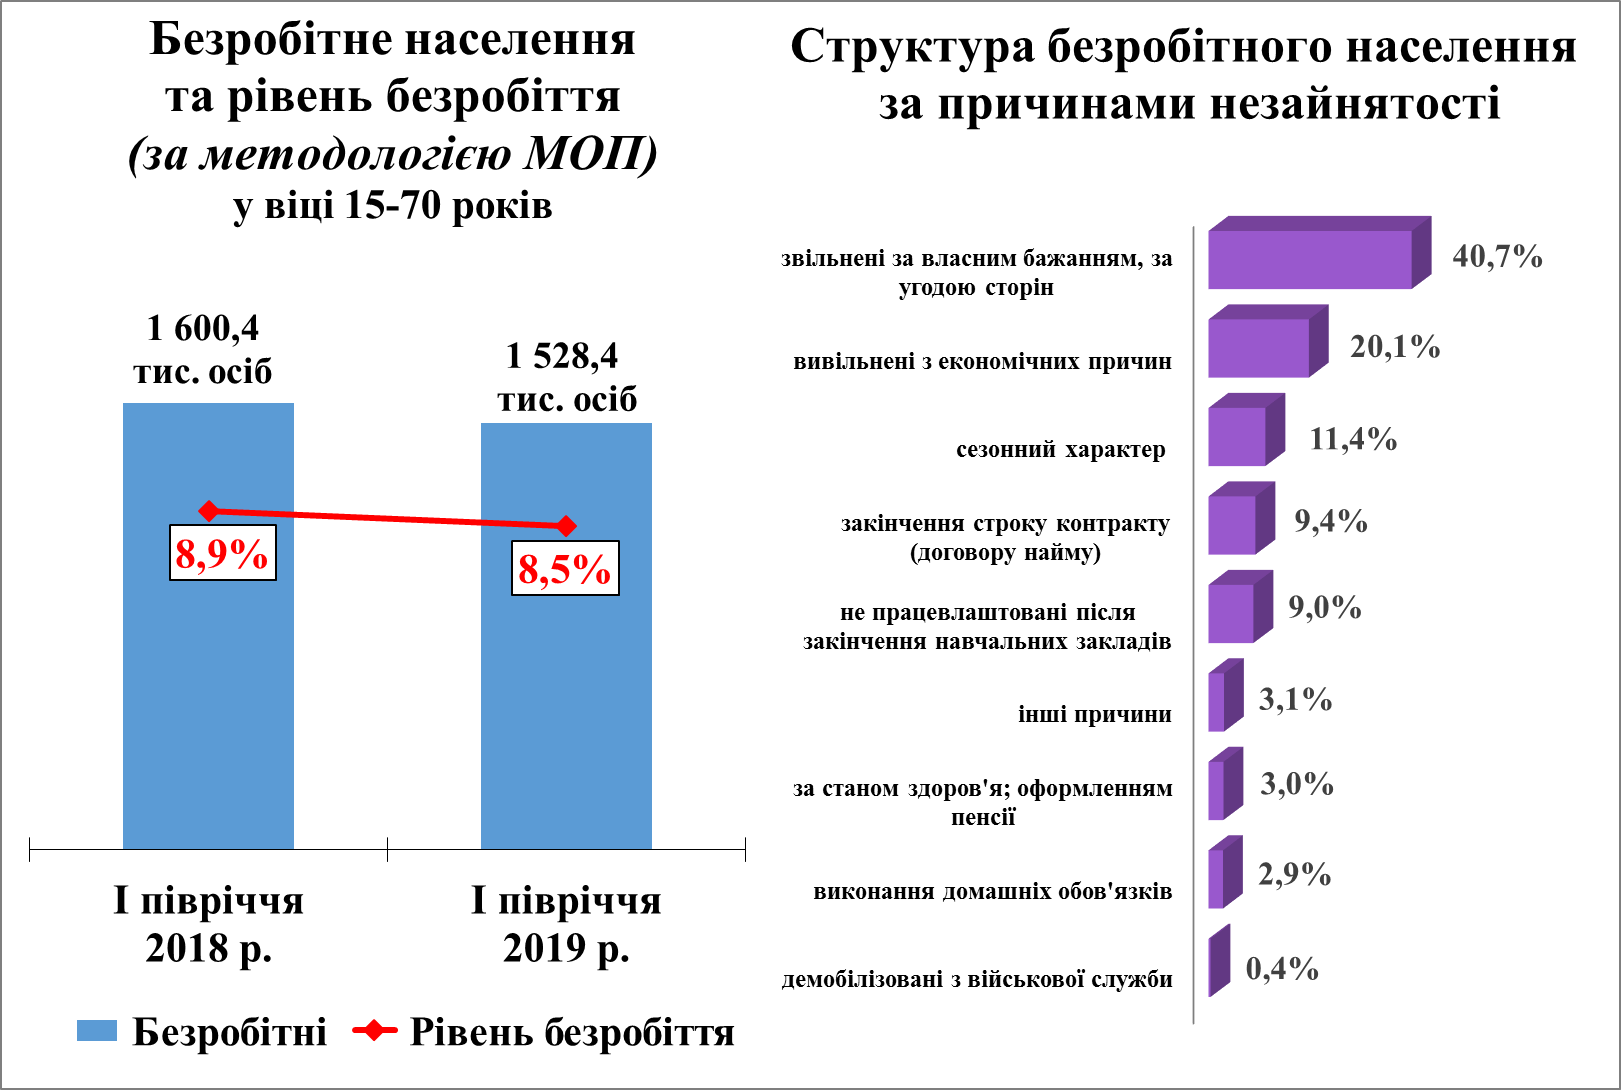 Безробітне населення
та рівень безробіття
(за методологією МОП)
у віці 15-70 років
1 600,4
тис. осіб
1 528,4
тис. осіб
8,9%
8,5%
І півріччя
2018 р.
І півріччя
2019 р.
Безробітні
Рівень безробіття
Структура безробітного населення
за причинами незайнятості
звільнені за власним бажанням, за
угодою сторін
40,7%
вивільнені з економічних причин
20,1%
сезонний характер
11,4%
закінчення строку контракту
(договору найму)
9,4%
не працевлаштовані після
закінчення навчальних закладів
9,0%
інші причини
3,1%
за станом здоров'я; оформленням
пенсії
3,0%
виконання домашніх обов'язків
2,9%
демобілізовані з військової служби
0,4%